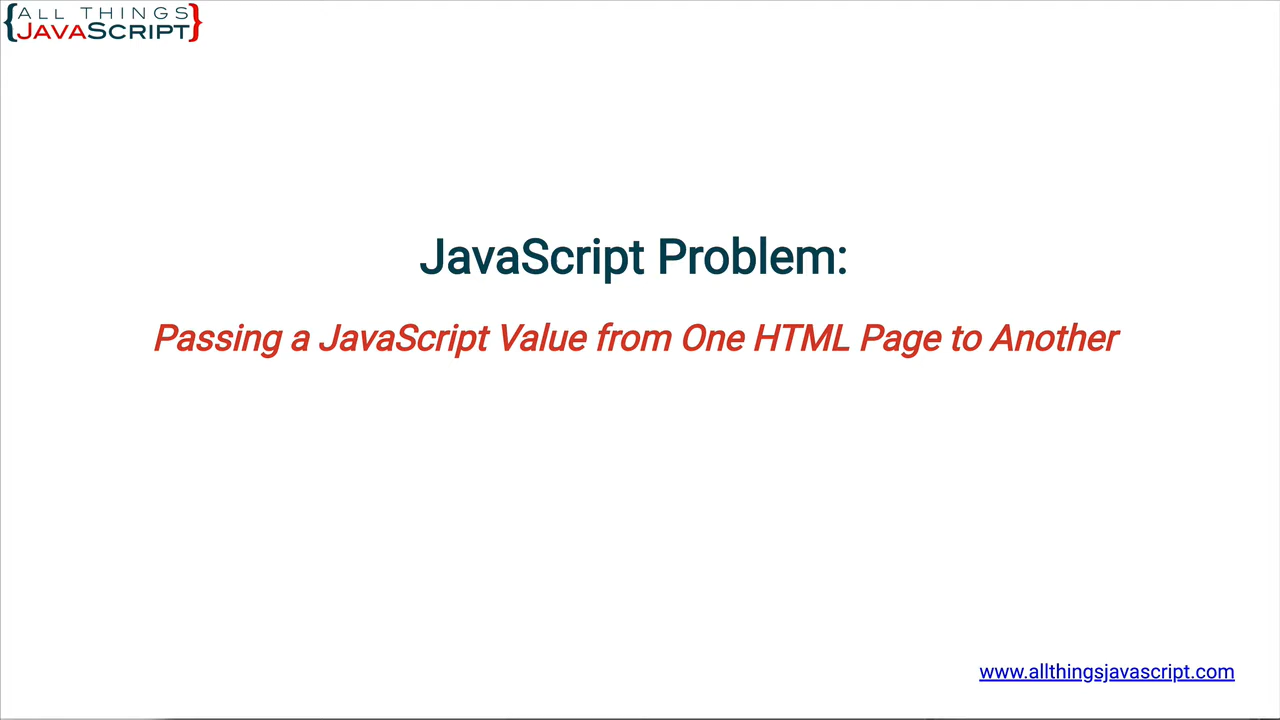 {ALL THINGS
JAVASCRIPT}
JavaScript Problem:
Passing a JavaScript Value from One HTML Page to Another
www.allthingsjavascript.com